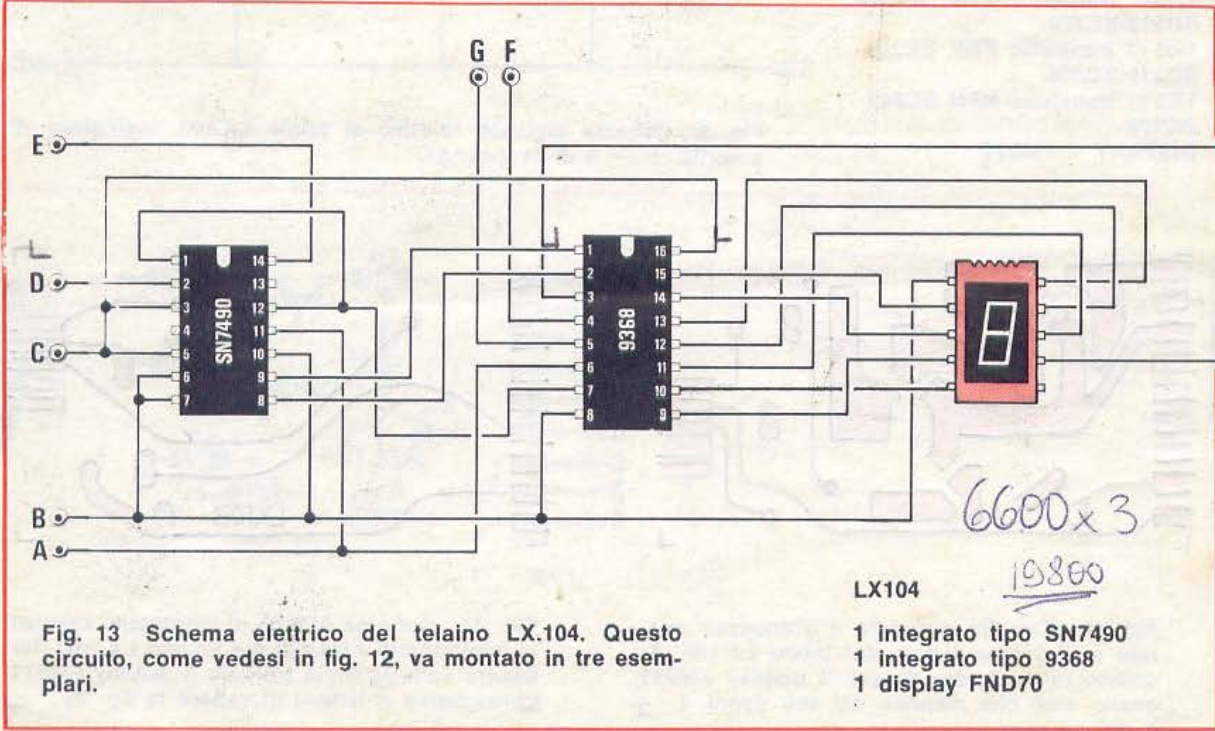 G F
E
D
C
B
A
SN7490
1 14
2 13
3 12
4 11
5 10
6 9
7 8
9368
1 16
2 15
3 14
4 13
5 12
6 11
7 10
8 9
6600 x 3
19800
LX104
1 integrato tipo SN7490
1 integrato tipo 9368
1 display FND70
Fig. 13 Schema elettrico del telaino LX.104. Questo
circuito, come vedesi in fig. 12, va montato in tre esem-
plari.